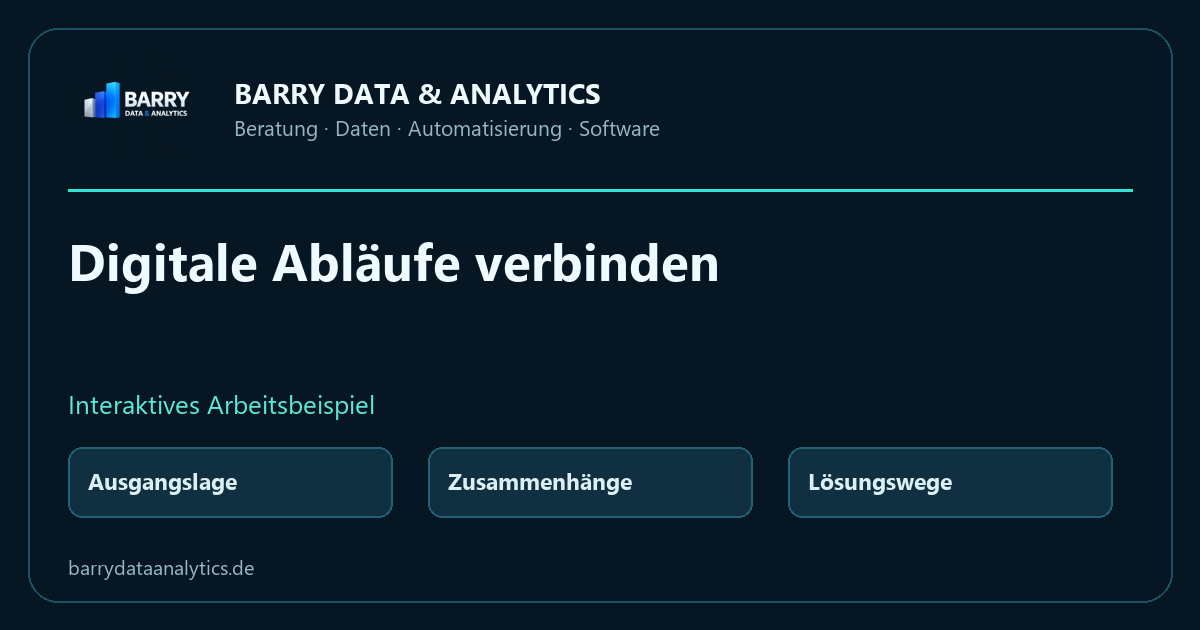 BARRY
DATA & ANALYTICS
BARRY DATA & ANALYTICS
Beratung · Daten · Automatisierung · Software
Digitale Abläufe verbinden
Interaktives Arbeitsbeispiel
Ausgangslage
Zusammenhänge
Lösungswege
barrydataanalytics.de